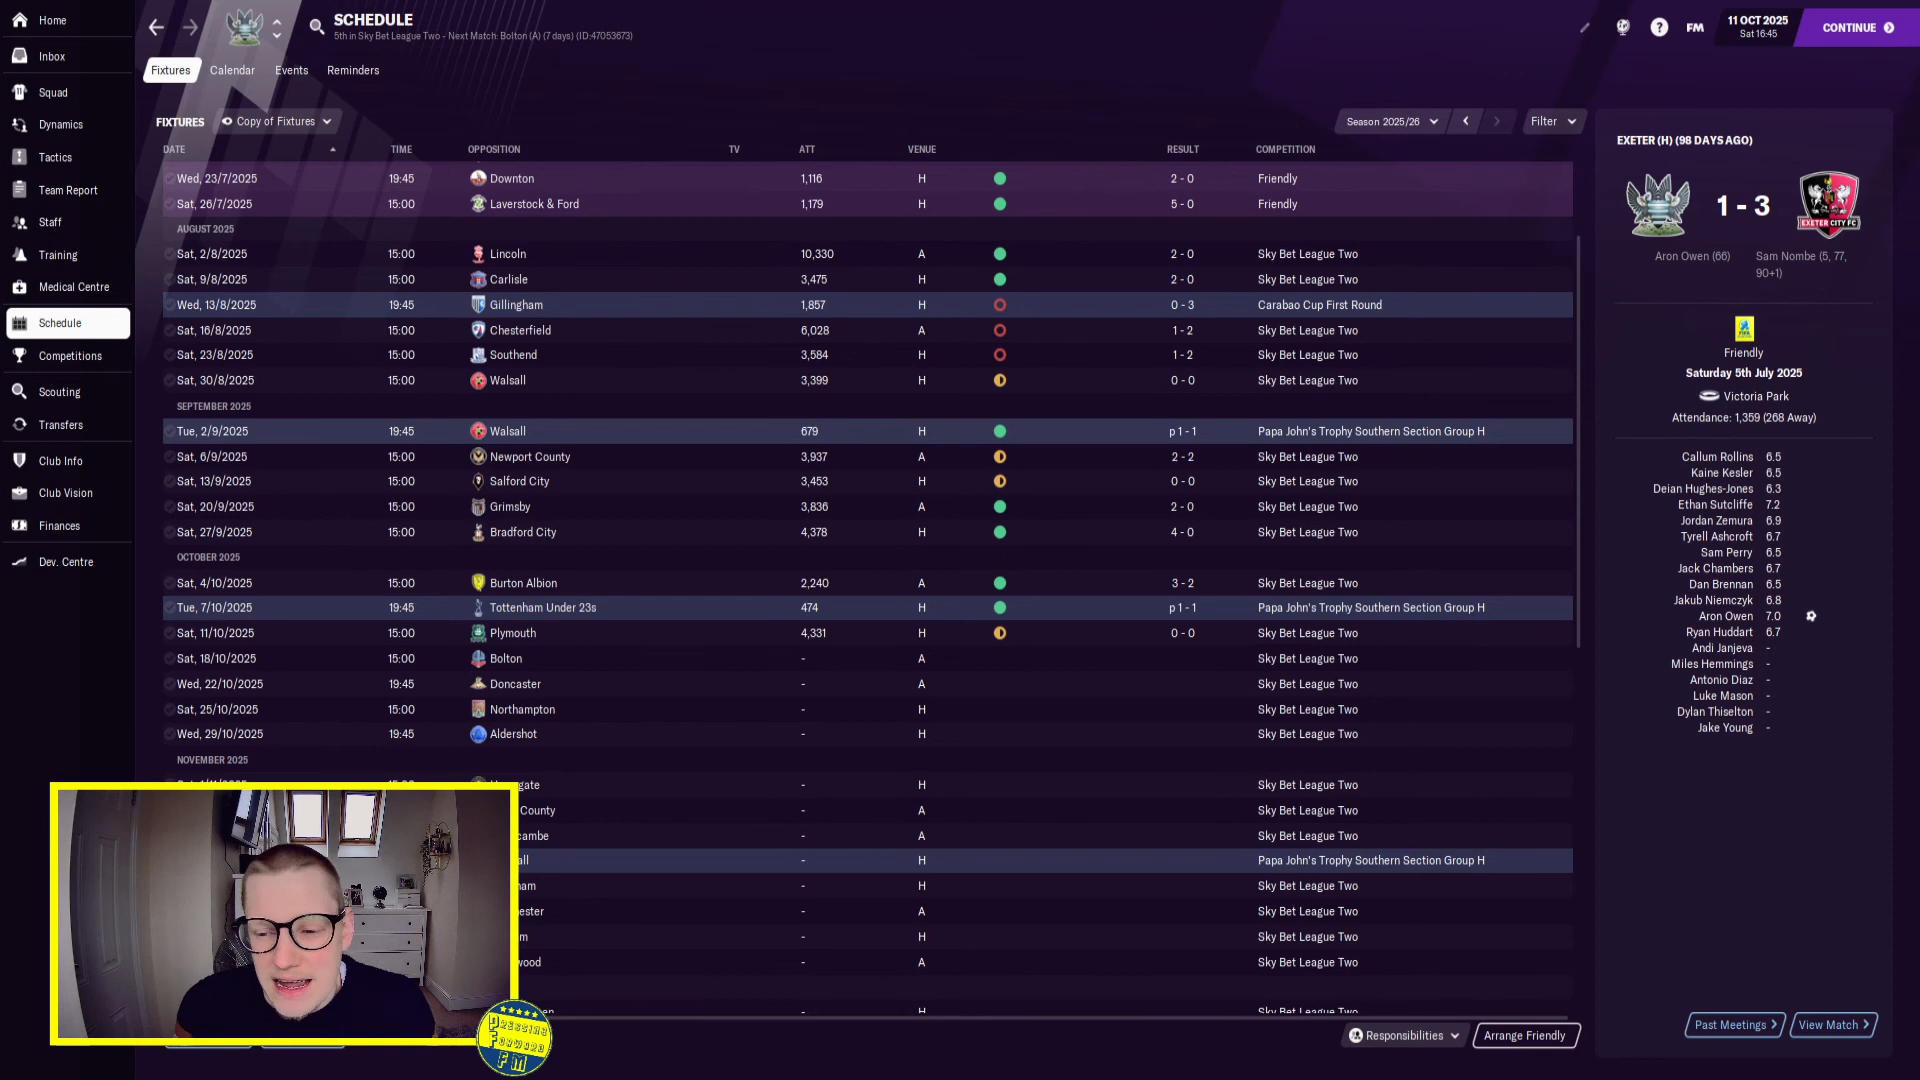 Home
Inbox
Squad
Dynamics
Tactics
Team Report
Staff
Training
Medical Centre
Schedule
Competitions
Scouting
Transfers
Club Info
Club Vision
Finances
Dev. Centre
SCHEDULE
5th in Sky Bet League Two - Next Match: Bolton (A) (7 days) (ID:47053673)
FM
11 OCT 2025
Sat 16:45
CONTINUE
Fixtures Calendar Events Reminders
FIXTURES Copy of Fixtures Season 2025/26 Filter
DATE TIME OPPOSITION TV ATT VENUE RESULT COMPETITION
Wed, 23/7/2025 19:45 Downton 1,116 H 2 - 0 Friendly
Sat, 26/7/2025 15:00 Laverstock & Ford 1,179 H 5 - 0 Friendly
AUGUST 2025
Sat, 2/8/2025 15:00 Lincoln 10,330 A 2 - 0 Sky Bet League Two
Sat, 9/8/2025 15:00 Carlisle 3,475 H 2 - 0 Sky Bet League Two
Wed, 13/8/2025 19:45 Gillingham 1,857 H 0 - 3 Carabao Cup First Round
Sat, 16/8/2025 15:00 Chesterfield 6,028 A 1 - 2 Sky Bet League Two
Sat, 23/8/2025 15:00 Southend 3,584 H 1 - 2 Sky Bet League Two
Sat, 30/8/2025 15:00 Walsall 3,399 H 0 - 0 Sky Bet League Two
SEPTEMBER 2025
Tue, 2/9/2025 19:45 Walsall 679 H p 1 - 1 Papa John's Trophy Southern Section Group H
Sat, 6/9/2025 15:00 Newport County 3,937 A 2 - 2 Sky Bet League Two
Sat, 13/9/2025 15:00 Salford City 3,453 H 0 - 0 Sky Bet League Two
Sat, 20/9/2025 15:00 Grimsby 3,836 A 2 - 0 Sky Bet League Two
Sat, 27/9/2025 15:00 Bradford City 4,378 H 4 - 0 Sky Bet League Two
OCTOBER 2025
Sat, 4/10/2025 15:00 Burton Albion 2,240 A 3 - 2 Sky Bet League Two
Tue, 7/10/2025 19:45 Tottenham Under 23s 474 H p 1 - 1 Papa John's Trophy Southern Section Group H
Sat, 11/10/2025 15:00 Plymouth 4,331 H 0 - 0 Sky Bet League Two
Sat, 18/10/2025 15:00 Bolton - A Sky Bet League Two
Wed, 22/10/2025 19:45 Doncaster - A Sky Bet League Two
Sat, 25/10/2025 15:00 Northampton - H Sky Bet League Two
Wed, 29/10/2025 19:45 Aldershot - H Sky Bet League Two
NOVEMBER 2025
gate - H Sky Bet League Two
County - A Sky Bet League Two
cambe - A Sky Bet League Two
all - H Papa John's Trophy Southern Section Group H
ham - H Sky Bet League Two
ester - A Sky Bet League Two
m - H Sky Bet League Two
wood - A Sky Bet League Two
H Sky Bet League Two
Responsibilities Arrange Friendly
EXETER (H) (98 DAYS AGO)
1 - 3
EXETER CITY FC
Aron Owen (66) Sam Nombe (5, 77,
90+1)
Friendly
Saturday 5th July 2025
Victoria Park
Attendance: 1,359 (268 Away)
Callum Rollins 6.5
Kaine Kesler 6.5
Deian Hughes-Jones 6.3
Ethan Sutcliffe 7.2
Jordan Zemura 6.9
Tyrell Ashcroft 6.7
Sam Perry 6.5
Jack Chambers 6.7
Dan Brennan 6.5
Jakub Niemczyk 6.8
Aron Owen 7.0
Ryan Huddart 6.7
Andi Janjeva -
Miles Hemmings -
Antonio Diaz -
Luke Mason -
Dylan Thiselton -
Jake Young -
Past Meetings View Match
PRESSING
FORWARD
FM